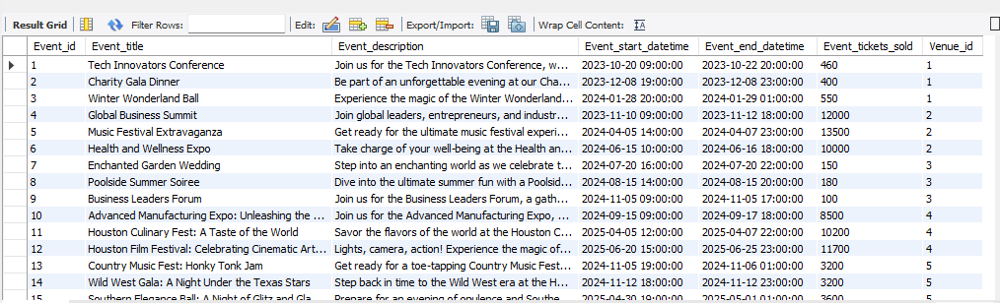 Result Grid Filter Rows: Edit: Export/Import: Wrap Cell Content:
Event_id Event_title Event_description Event_start_datetime Event_end_datetime Event_tickets_sold Venue_id
1 Tech Innovators Conference Join us for the Tech Innovators Conference, w... 2023-10-20 09:00:00 2023-10-22 20:00:00 460 1
2 Charity Gala Dinner Be part of an unforgettable evening at our Cha... 2023-12-08 19:00:00 2023-12-08 23:00:00 400 1
3 Winter Wonderland Ball Experience the magic of the Winter Wonderland... 2024-01-28 20:00:00 2024-01-29 01:00:00 550 1
4 Global Business Summit Join global leaders, entrepreneurs, and industr... 2023-11-10 09:00:00 2023-11-12 18:00:00 12000 2
5 Music Festival Extravaganza Get ready for the ultimate music festival experi... 2024-04-05 14:00:00 2024-04-07 23:00:00 13500 2
6 Health and Wellness Expo Take charge of your well-being at the Health an... 2024-06-15 10:00:00 2024-06-16 18:00:00 10000 2
7 Enchanted Garden Wedding Step into an enchanting world as we celebrate t... 2024-07-20 16:00:00 2024-07-20 22:00:00 150 3
8 Poolside Summer Soiree Dive into the ultimate summer fun with a Poolsid... 2024-08-15 14:00:00 2024-08-15 20:00:00 180 3
9 Business Leaders Forum Join us for the Business Leaders Forum, a gath... 2024-11-05 09:00:00 2024-11-05 17:00:00 100 3
10 Advanced Manufacturing Expo: Unleashing the ... Join us for the Advanced Manufacturing Expo, ... 2024-09-15 09:00:00 2024-09-17 18:00:00 8500 4
11 Houston Culinary Fest: A Taste of the World Savor the flavors of the world at the Houston C... 2025-04-05 12:00:00 2025-04-07 22:00:00 10200 4
12 Houston Film Festival: Celebrating Cinematic Art... Lights, camera, action! Experience the magic of... 2025-06-20 15:00:00 2025-06-25 23:00:00 11700 4
13 Country Music Fest: Honky Tonk Jam Get ready for a toe-tapping Country Music Fest... 2024-11-05 19:00:00 2024-11-06 01:00:00 3200 5
14 Wild West Gala: A Night Under the Texas Stars Step back in time to the Wild West era at the H... 2024-11-12 18:00:00 2024-11-12 23:00:00 3200 5
15 Southern Elegance Ball: A Night of Glitz and Gla... Prepare for an evening of opulence and Southe... 2025-04-30 19:00:00 2025-05-01 01:00:00 3600 5